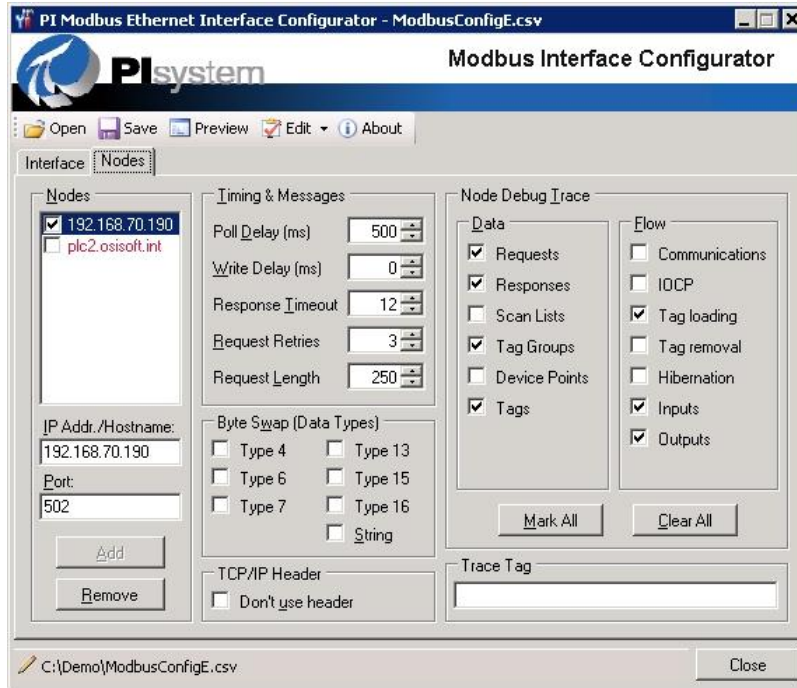 PI Modbus Ethernet Interface Configurator - ModbusConfigE.csv
PIsystem
Modbus Interface Configurator
Open Save Preview Edit About
Interface Nodes
Nodes
192.168.70.190
plc2.osisoft.int
IP Addr./Hostname:
192.168.70.190
Port:
502
Add
Remove
Timing & Messages
Poll Delay (ms) 500
Write Delay (ms) 0
Response Timeout 12
Request Retries 3
Request Length 250
Byte Swap (Data Types)
Type 4 Type 13
Type 6 Type 15
Type 7 Type 16
String
TCP/IP Header
Don't use header
Node Debug Trace
Data
Requests
Responses
Scan Lists
Tag Groups
Device Points
Tags
Flow
Communications
IOCP
Tag loading
Tag removal
Hibernation
Inputs
Outputs
Mark All Clear All
Trace Tag
C:\Demo\ModbusConfigE.csv
Close